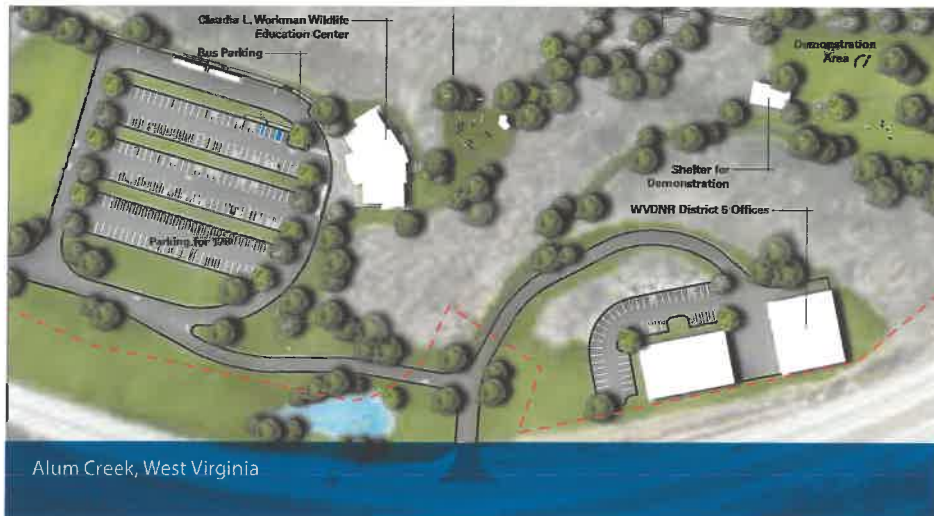 Claudia L. Workman Wildlife
Education Center
Bus Parking
Demonstration
Area
Shelter for
Demonstration
WVDNR District 5 Offices
Parking for
Alum Creek, West Virginia